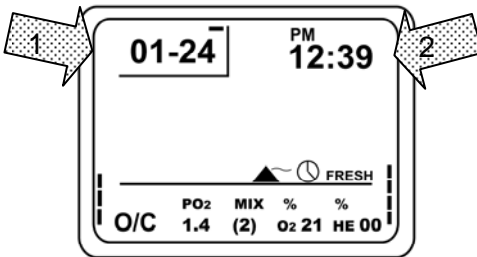 1
2
01-24
PM
12:39
FRESH
PO2 MIX % %
O/C 1.4 (2) O2 21 HE 00